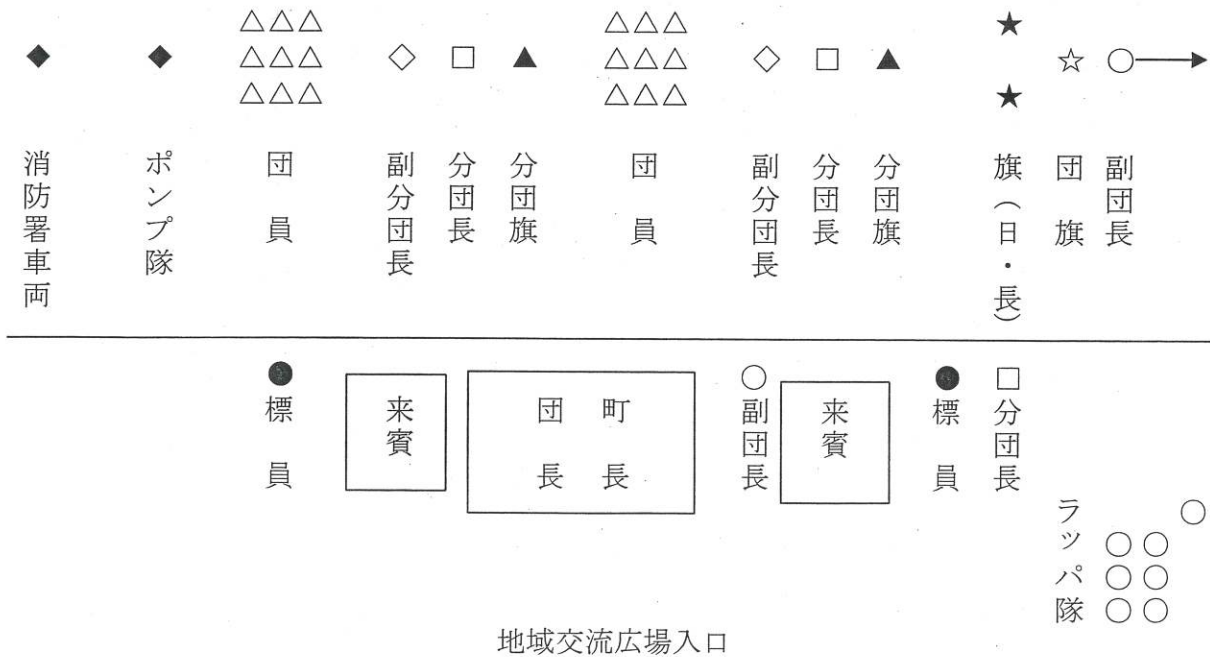 消防署車両
ポンプ隊
団員
副分団長
分団長
分団旗
団員
副分団長
分団長
分団旗
旗(日・長)
団旗
副団長
標員
来賓
団長
町長
副団長
来賓
標員
分団長
ラッパ隊
地域交流広場入口